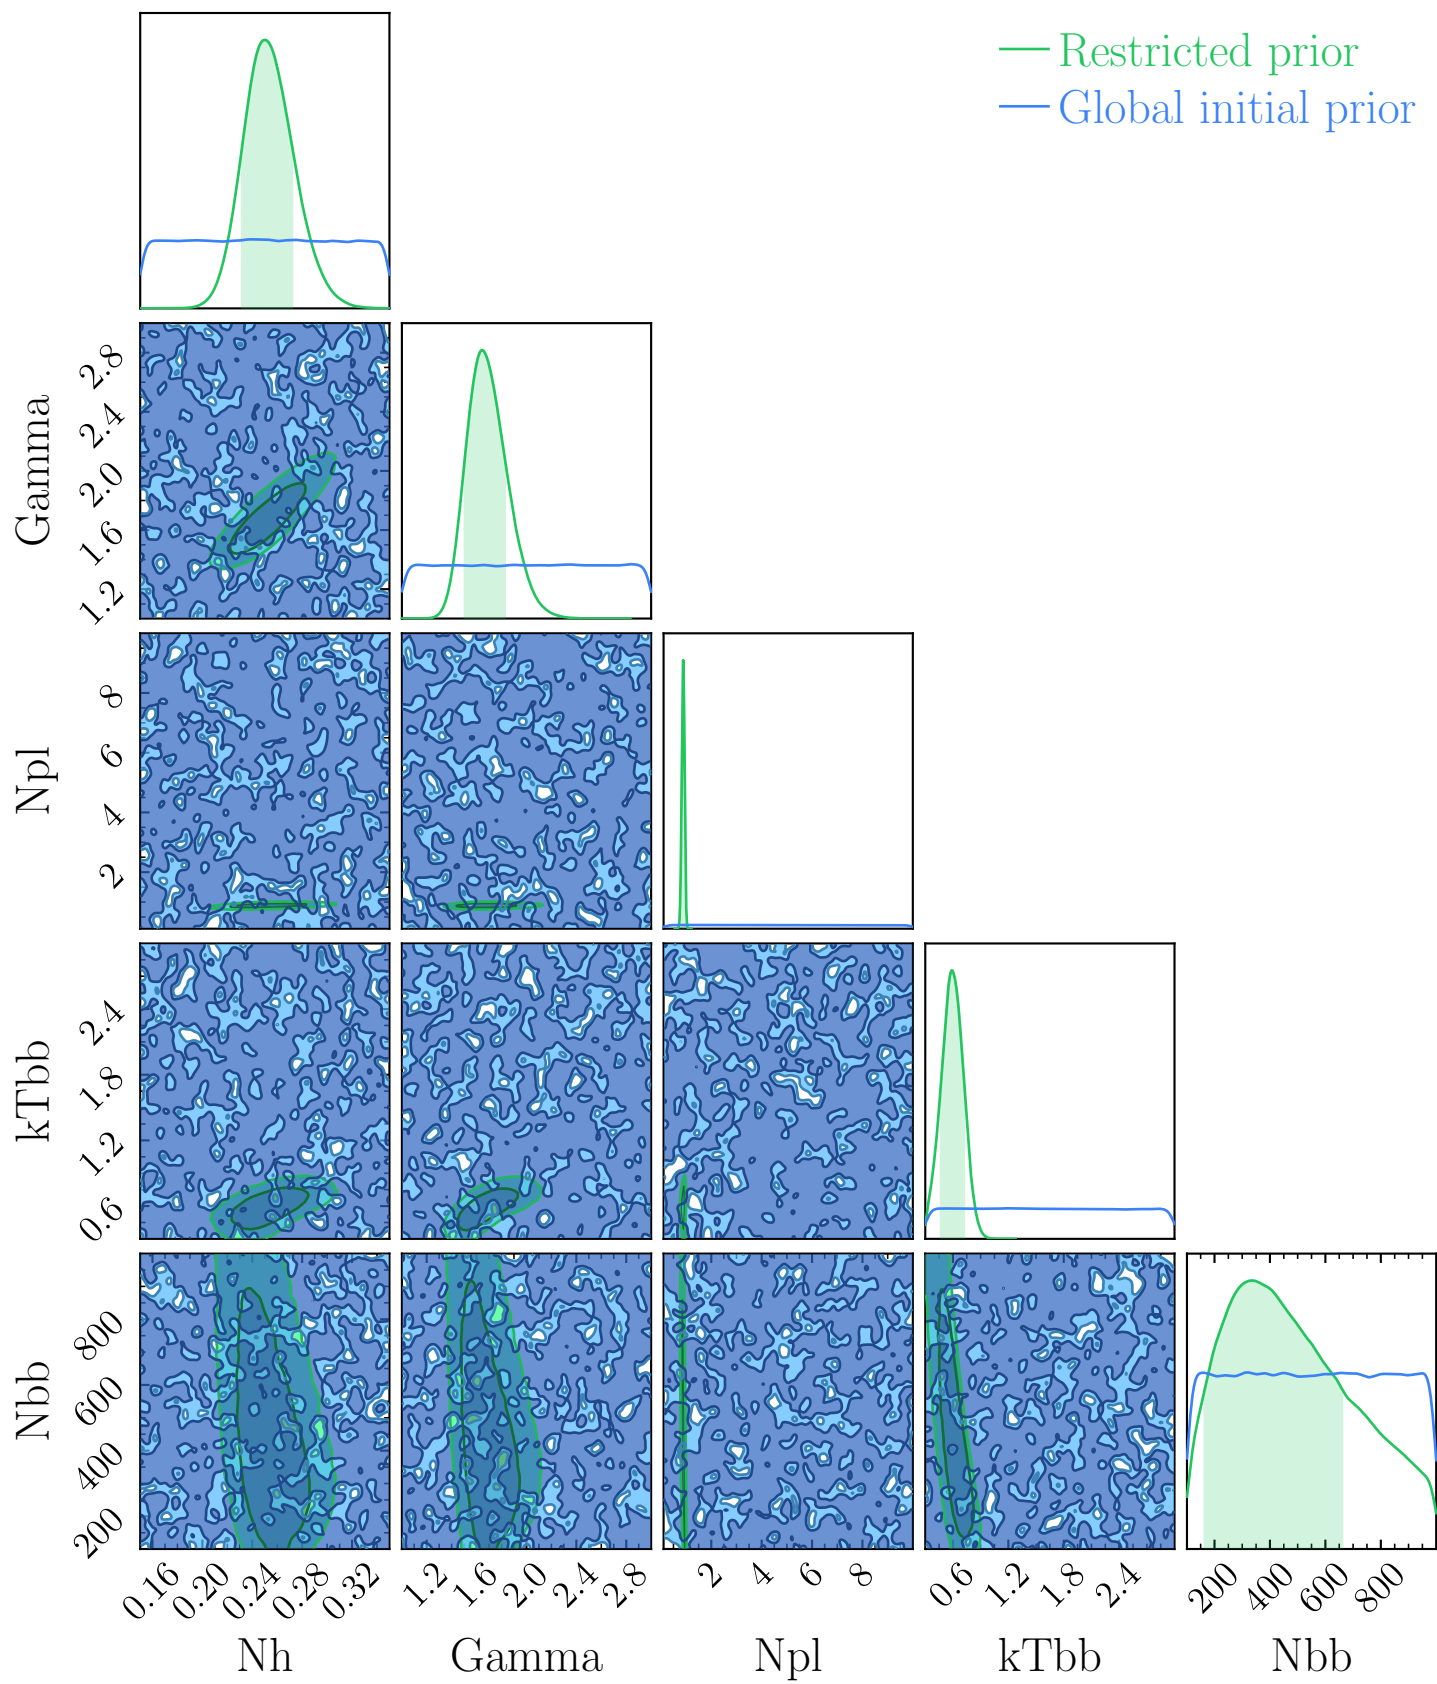 Restricted prior
Global initial prior
Gamma
2.8
2.4
2.0
1.6
1.2
Npl
8
6
4
2
kTbb
2.4
1.8
1.2
0.6
Nbb
800
600
400
200
0.16 0.20 0.24 0.28 0.32
1.2 1.6 2.0 2.4 2.8
2 4 6 8
0.6 1.2 1.8 2.4
200 400 600 800
Nh Gamma Npl kTbb Nbb